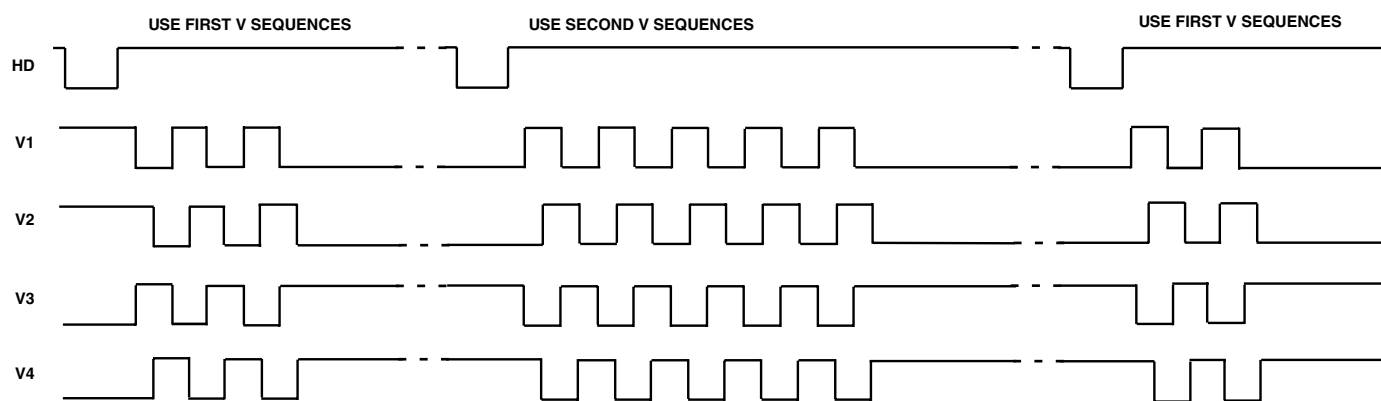 USE FIRST V SEQUENCES
USE SECOND V SEQUENCES
USE FIRST V SEQUENCES
HD
V1
V2
V3
V4